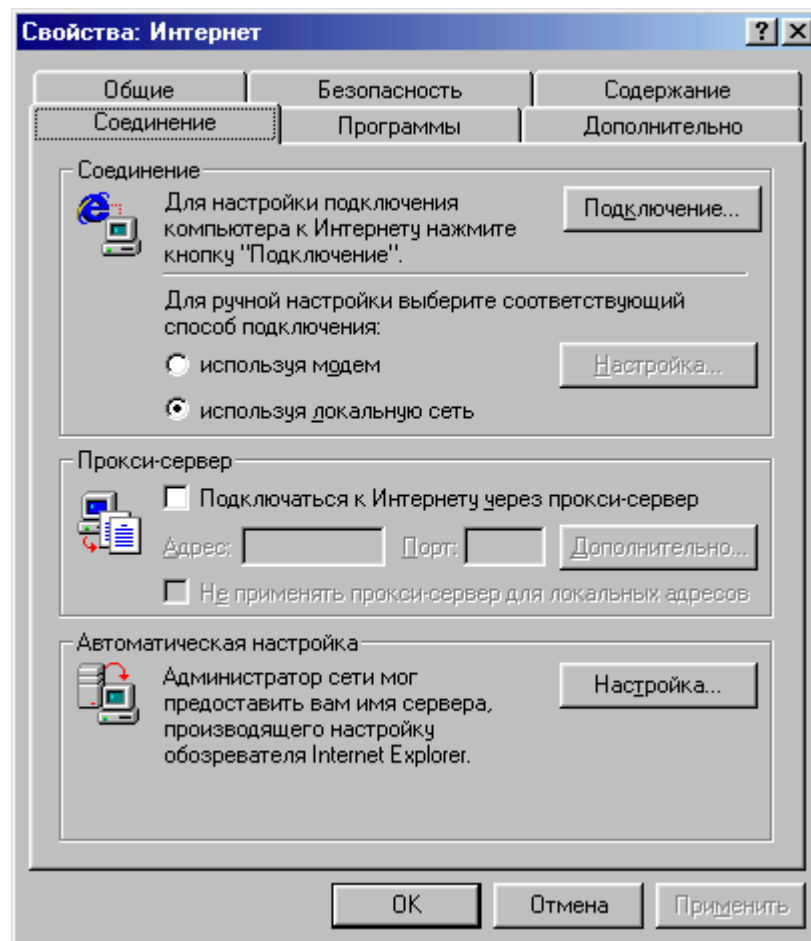 Свойства: Интернет
Общие
Безопасность
Содержание
Соединение
Программы
Дополнительно
Соединение
Для настройки подключения
компьютера к Интернету нажмите
кнопку "Подключение".
Подключение...
Для ручной настройки выберите соответствующий
способ подключения:
используя модем
Настройка...
используя локальную сеть
Прокси-сервер
Подключаться к Интернету через прокси-сервер
Адрес:
Порт:
Дополнительно...
Не применять прокси-сервер для локальных адресов
Автоматическая настройка
Администратор сети мог
предоставить вам имя сервера,
производящего настройку
обозревателя Internet Explorer.
Настройка...
OK
Отмена
Применить